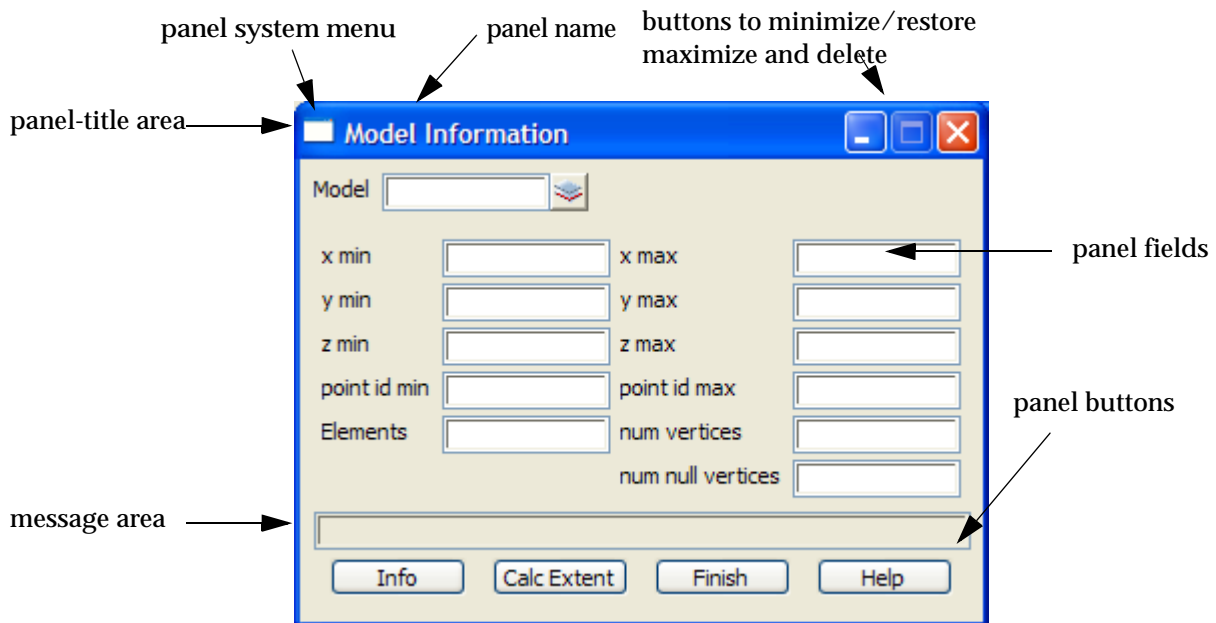 panel system menu
panel name
buttons to minimize/restore
maximize and delete
panel-title area
Model Information
Model
x min
x max
panel fields
y min
y max
z min
z max
point id min
point id max
panel buttons
Elements
num vertices
num null vertices
message area
Info
Calc Extent
Finish
Help